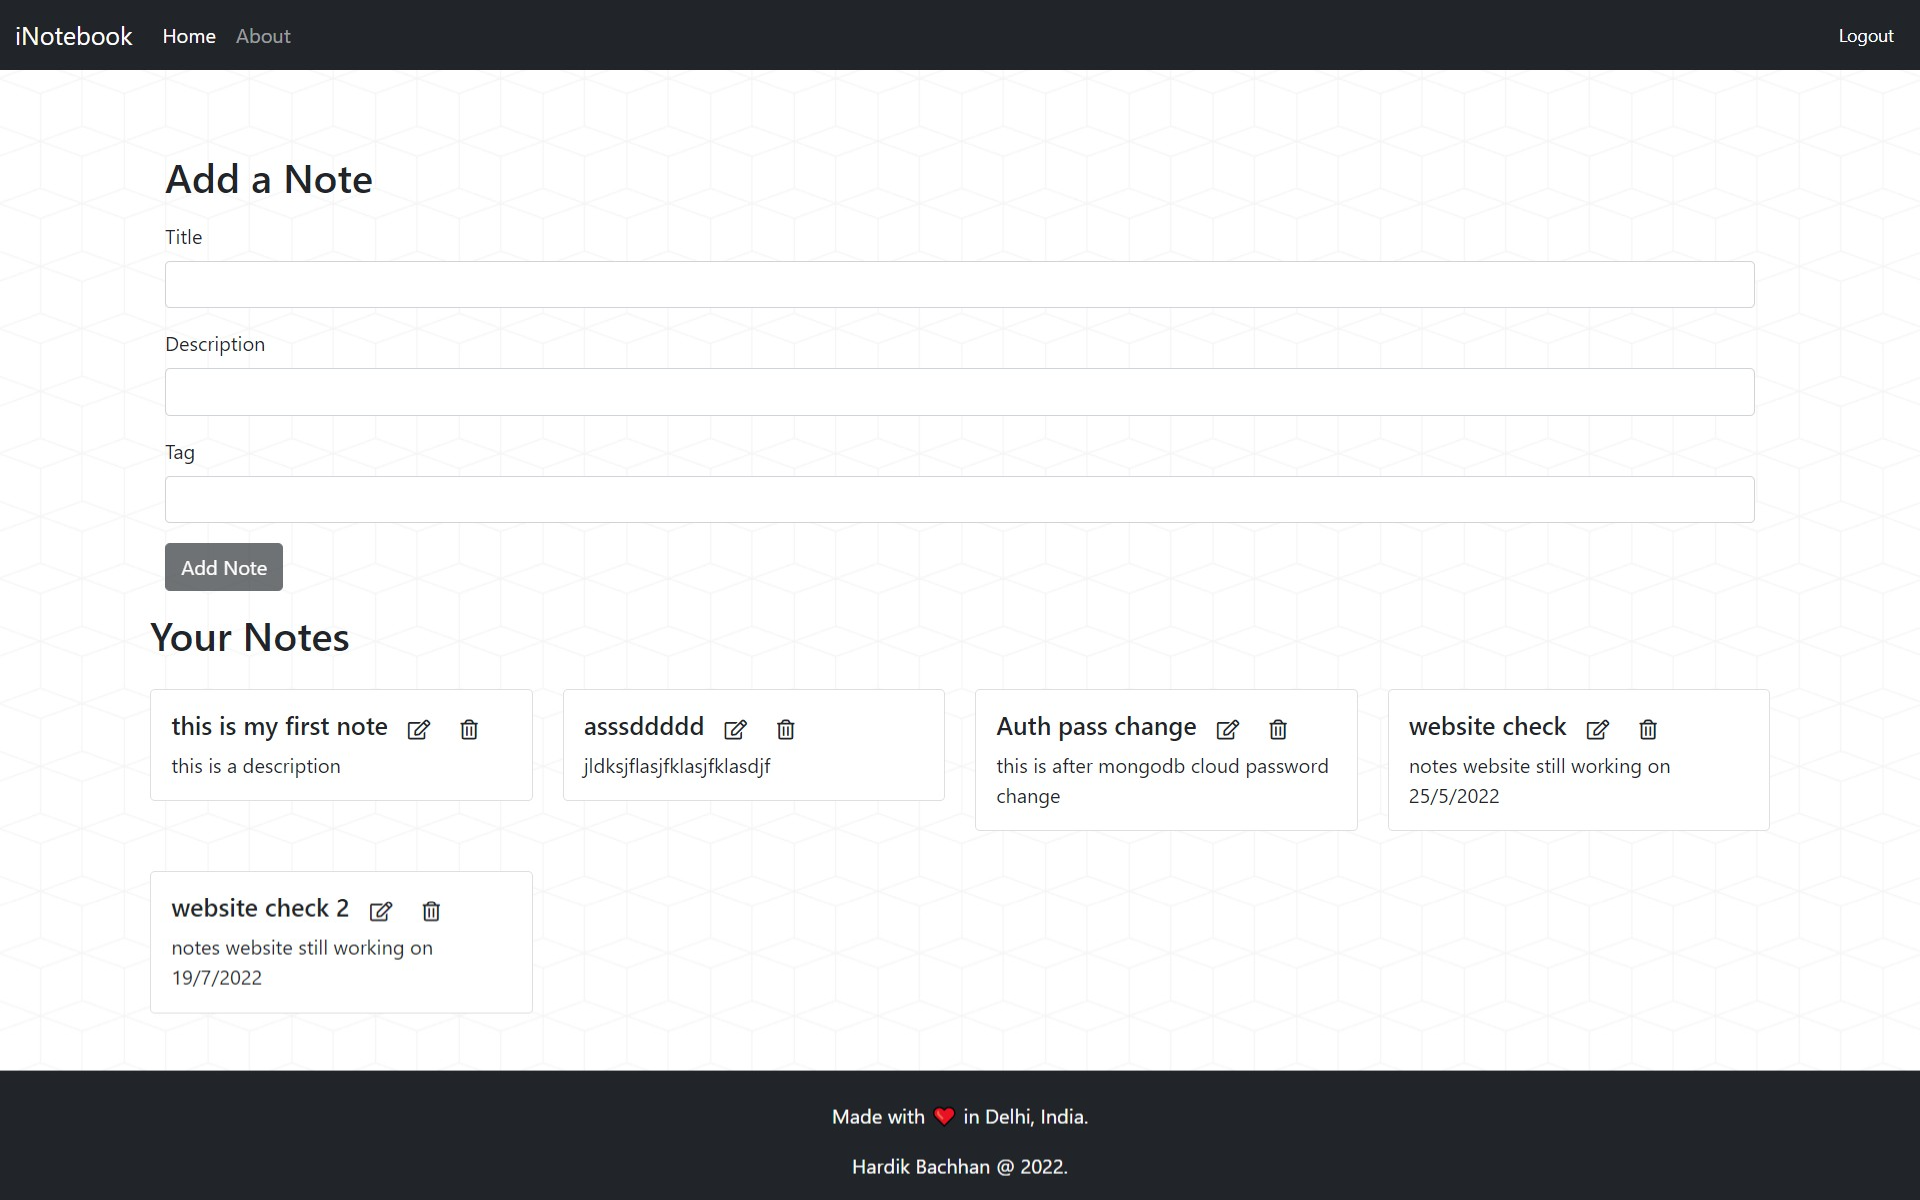 iNotebook Home About Logout
Add a Note
Title
Description
Tag
Add Note
Your Notes
this is my first note
this is a description
asssddddd
jldksjflasjfklasjfklasdjf
Auth pass change
this is after mongodb cloud password
change
website check
notes website still working on
25/5/2022
website check 2
notes website still working on
19/7/2022
Made with ❤️ in Delhi, India.
Hardik Bachhan @ 2022.